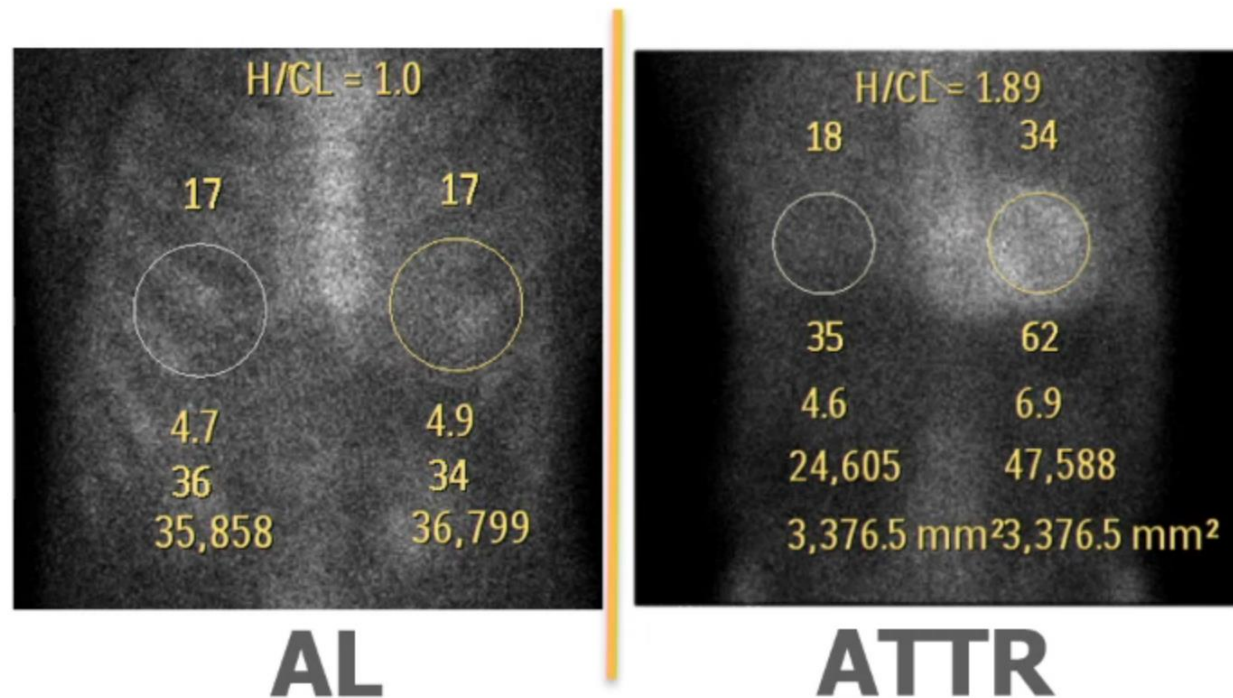 H/CL = 1.0
17 17
4.7 4.9
36 34
35,858 36,799
AL
H/CL = 1.89
18 34
35 62
4.6 6.9
24,605 47,588
3,376.5 mm² 3,376.5 mm²
ATTR